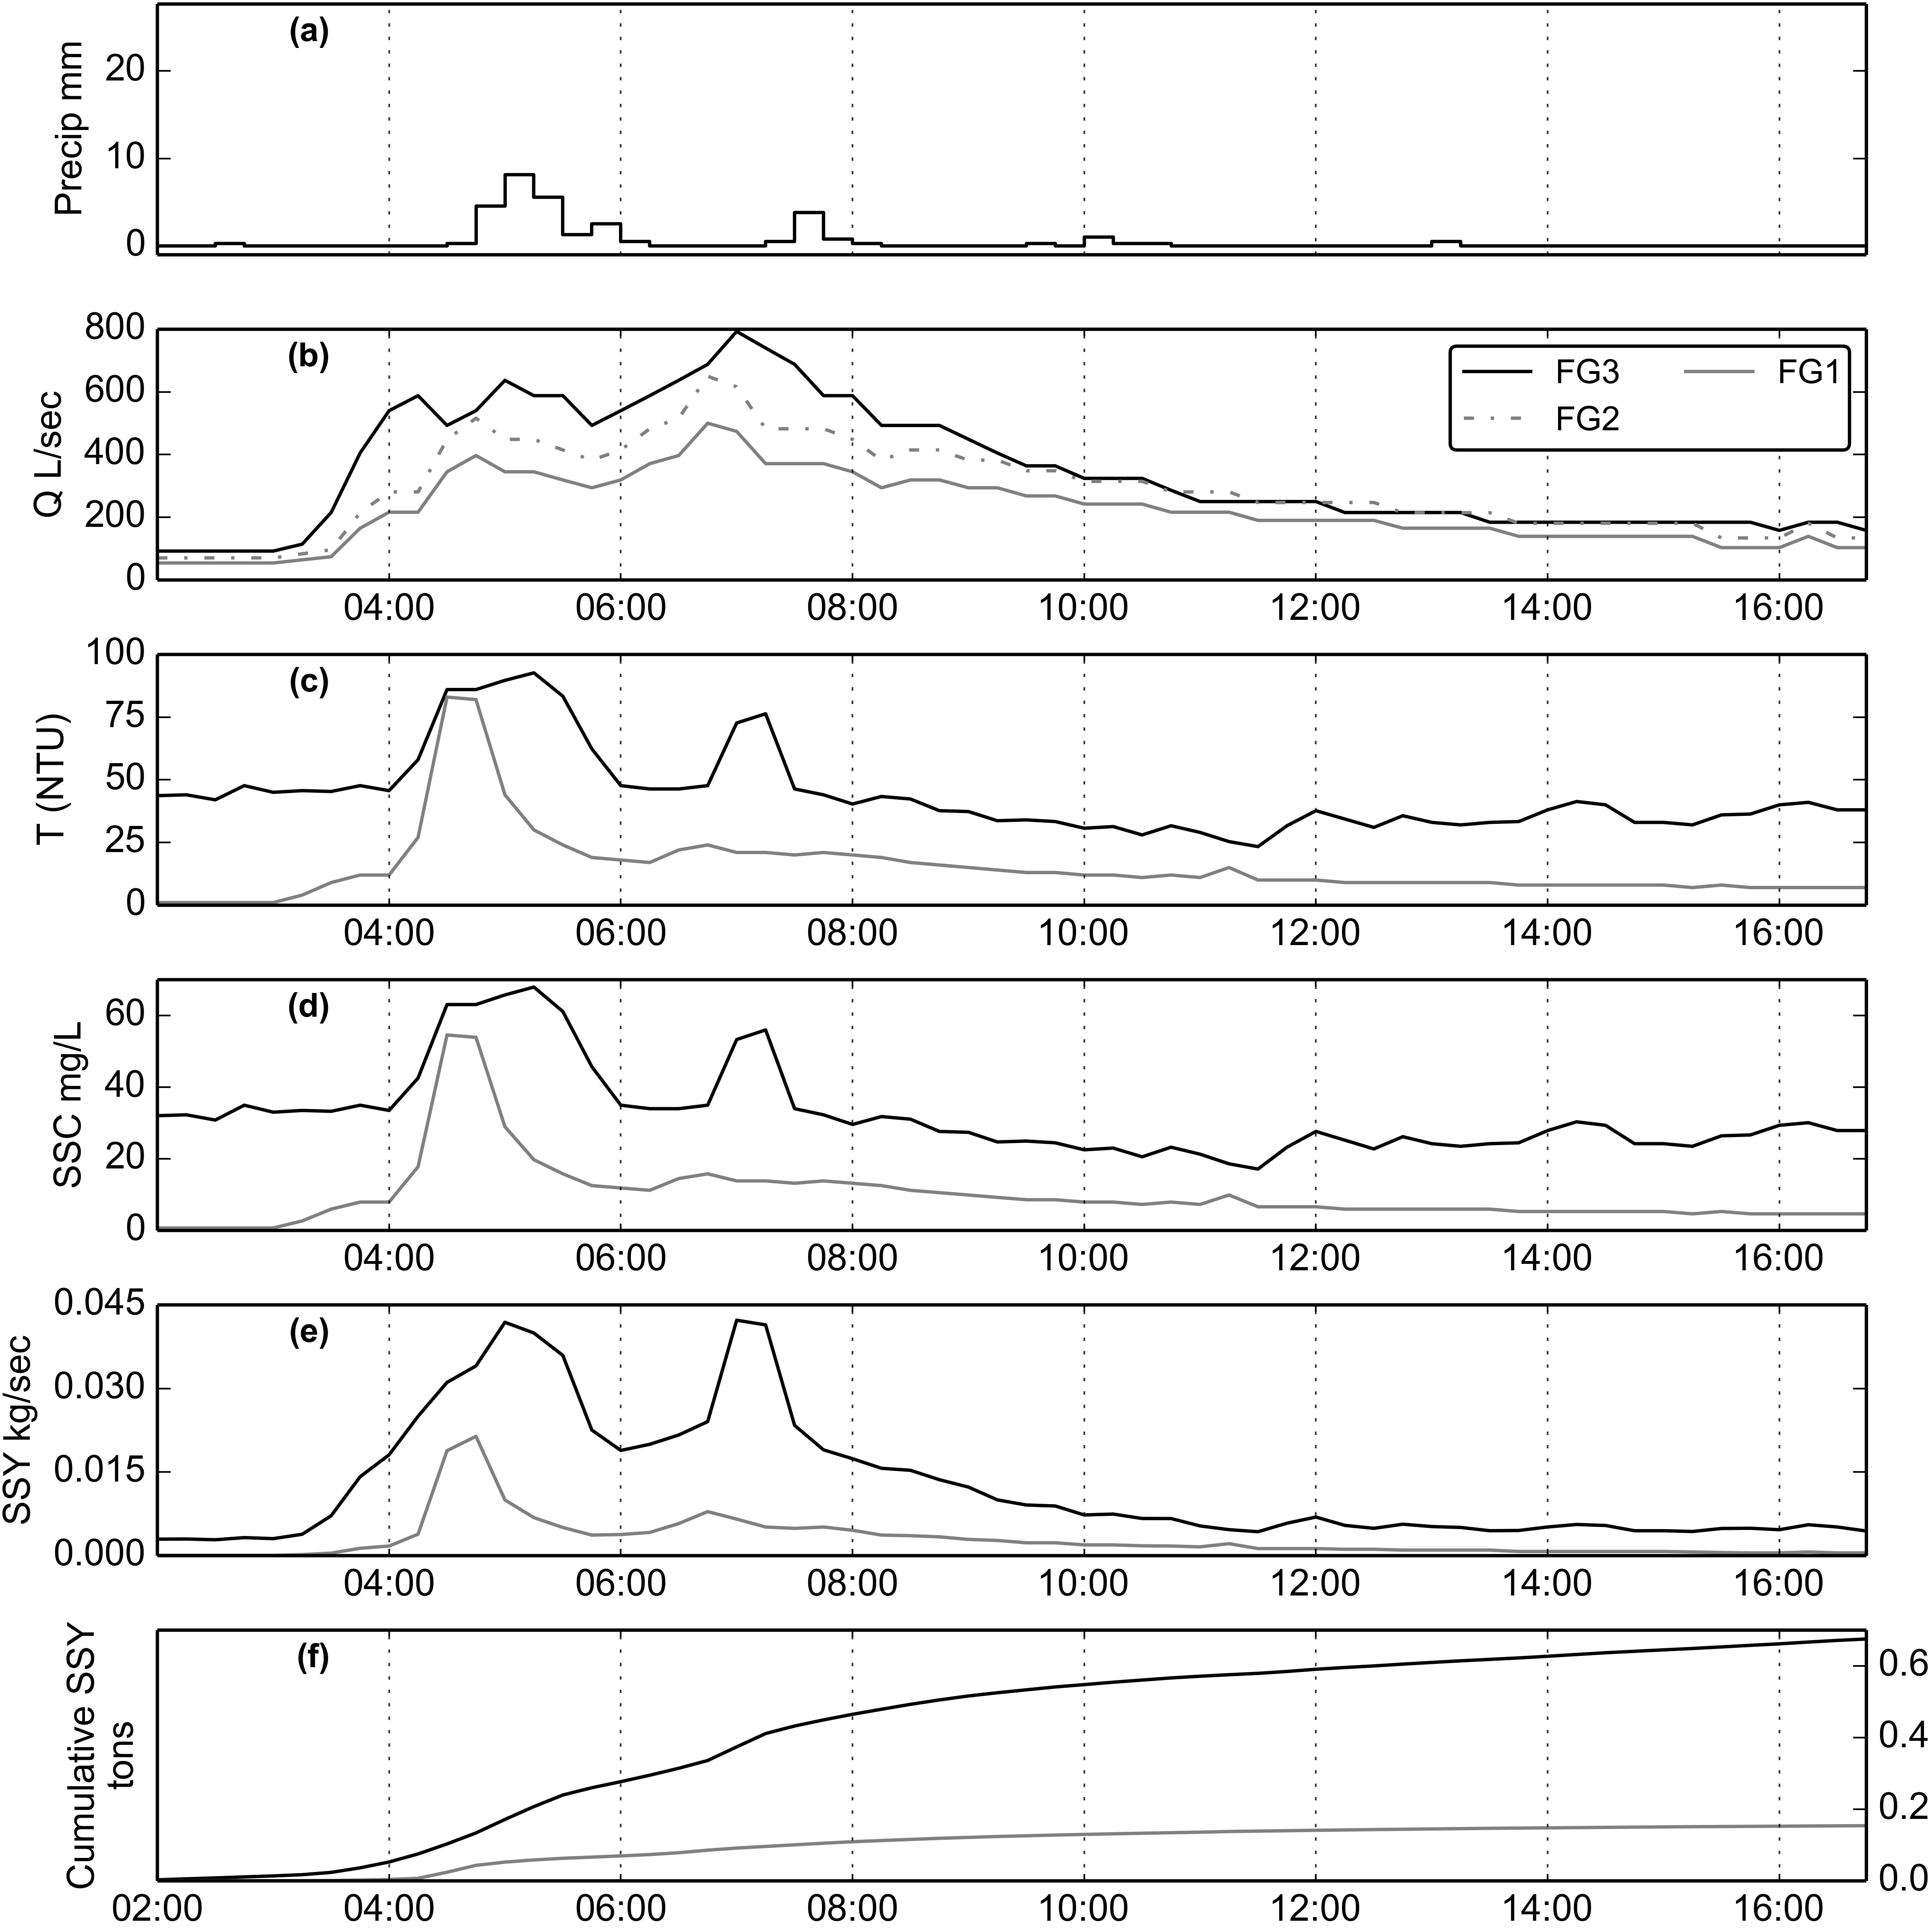 (a)
Precip mm
20
10
0
(b)
Q L/sec
800
600
400
200
0
FG3 FG1
FG2
04:00 06:00 08:00 10:00 12:00 14:00 16:00
(c)
T (NTU)
100
75
50
25
0
04:00 06:00 08:00 10:00 12:00 14:00 16:00
(d)
SSC mg/L
60
40
20
0
04:00 06:00 08:00 10:00 12:00 14:00 16:00
(e)
SSY kg/sec
0.045
0.030
0.015
0.000
04:00 06:00 08:00 10:00 12:00 14:00 16:00
(f)
Cumulative SSY
tons
0.6
0.4
0.2
0.0
02:00 04:00 06:00 08:00 10:00 12:00 14:00 16:00